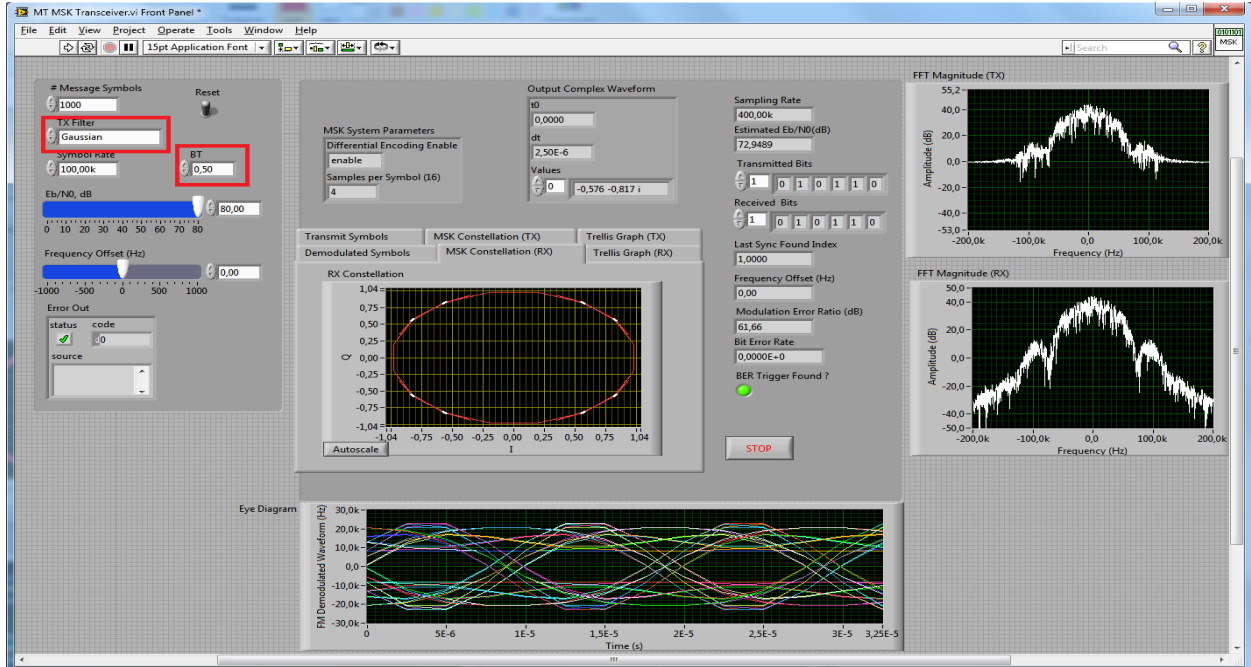 MT MSK Transceiver.vi Front Panel *
File Edit View Project Operate Tools Window Help
15pt Application Font
Search
0101101
MSK
# Message Symbols
1000
Reset
TX Filter
Gaussian
Symbol Rate
100,00k
BT
0,50
Eb/N0, dB
80,00
0 10 20 30 40 50 60 70 80
Frequency Offset (Hz)
0,00
-1000 -500 0 500 1000
Error Out
status code
0
source
MSK System Parameters
Differential Encoding Enable
enable
Samples per Symbol (16)
4
Output Complex Waveform
t0
0,0000
dt
2,50E-6
Values
0 -0,576 -0,817 i
Transmit Symbols MSK Constellation (TX) Trellis Graph (TX)
Demodulated Symbols MSK Constellation (RX) Trellis Graph (RX)
RX Constellation
1,04
0,75
0,50
0,25
0,00
-0,25
-0,50
-0,75
-1,04
Q
-1,04 -0,75 -0,50 -0,25 0,00 0,25 0,50 0,75 1,04
I
Autoscale
Sampling Rate
400,00k
Estimated Eb/N0(dB)
72,9489
Transmitted Bits
1 0 1 0 1 1 0
Received Bits
1 0 1 0 1 1 0
Last Sync Found Index
1,0000
Frequency Offset (Hz)
0,00
Modulation Error Ratio (dB)
61,66
Bit Error Rate
0,0000E+0
BER Trigger Found ?
STOP
FFT Magnitude (TX)
55,2
40,0
20,0
0,0
-20,0
-40,0
-53,0
Amplitude (dB)
-200,0k -100,0k 0,0 100,0k 200,0k
Frequency (Hz)
FFT Magnitude (RX)
50,0
40,0
20,0
0,0
-20,0
-40,0
-50,0
Amplitude (dB)
-200,0k -100,0k 0,0 100,0k 200,0k
Frequency (Hz)
Eye Diagram
FM Demodulated Waveform (Hz)
30,0k
20,0k
10,0k
0,0
-10,0k
-20,0k
-30,0k
0 5E-6 1E-5 1,5E-5 2E-5 2,5E-5 3E-5 3,25E-5
Time (s)